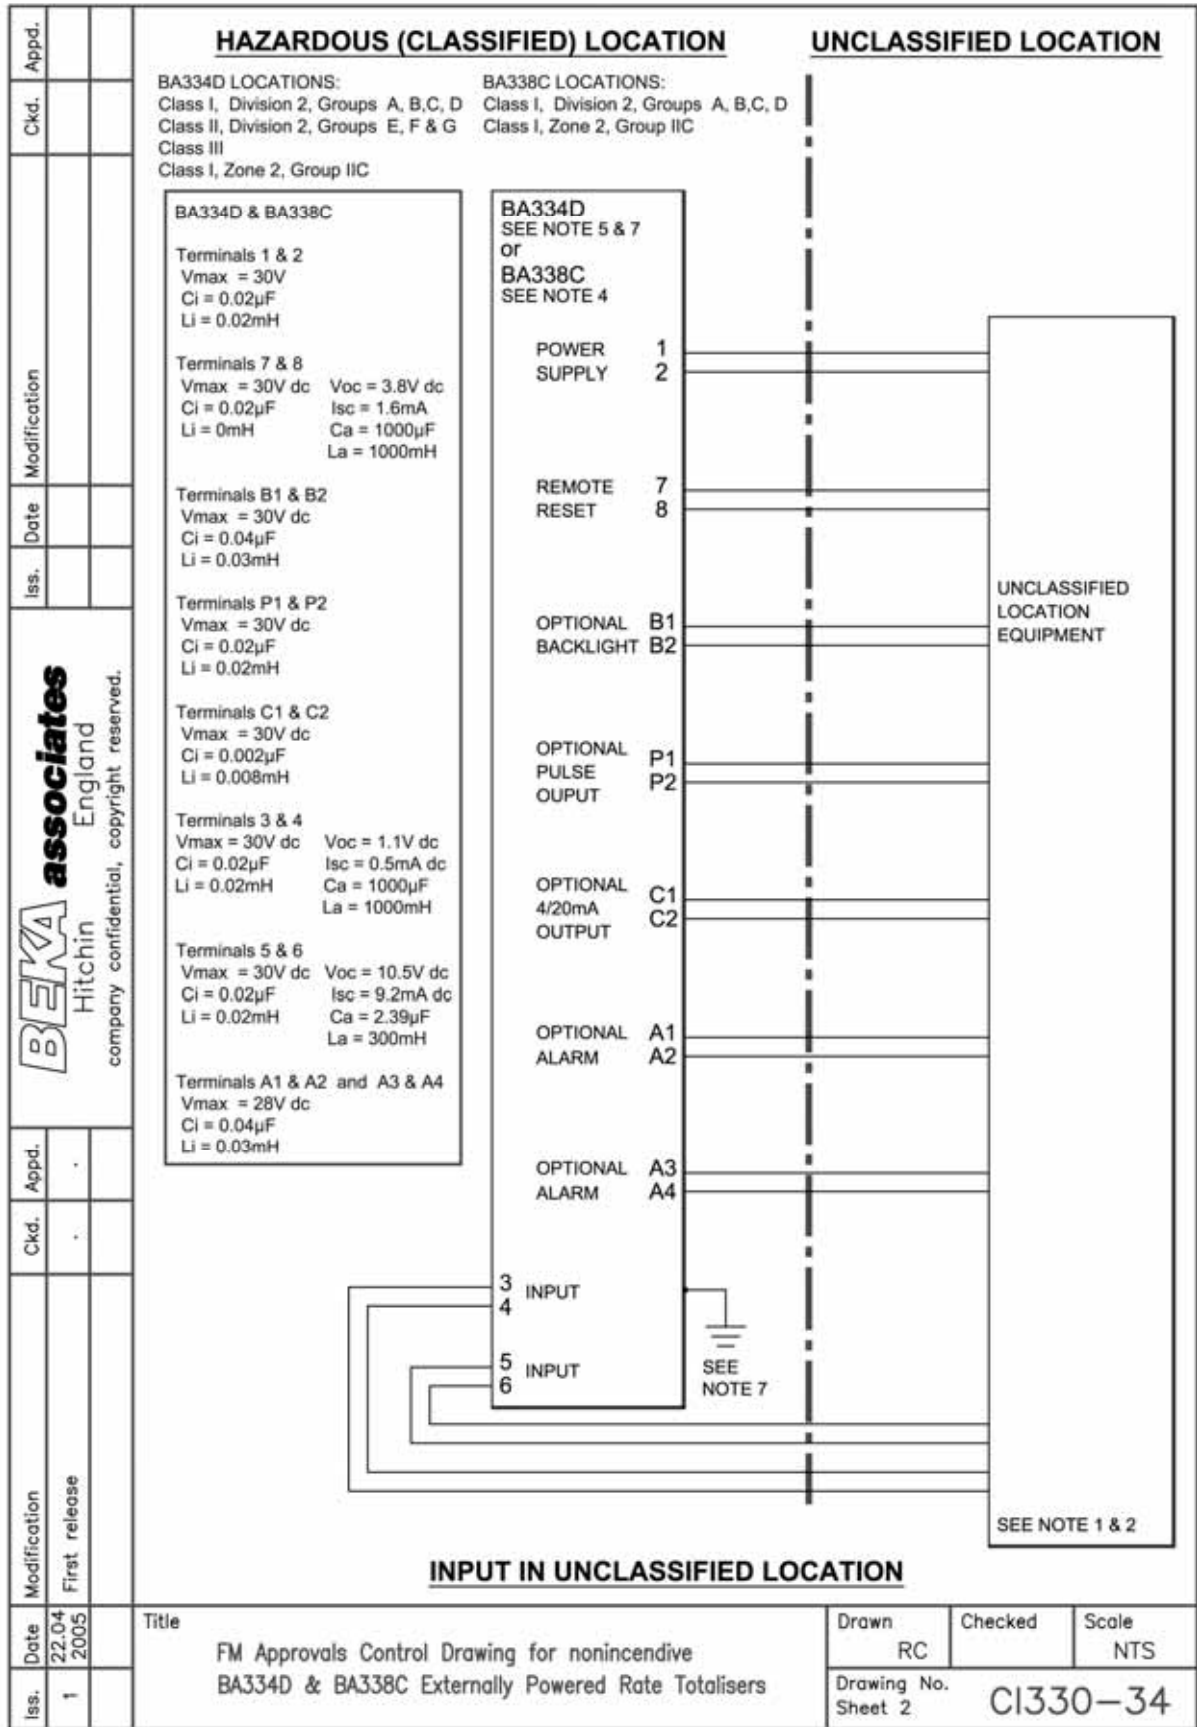 HAZARDOUS (CLASSIFIED) LOCATION
UNCLASSIFIED LOCATION
BA334D LOCATIONS:
Class I, Division 2, Groups A, B,C, D
Class II, Division 2, Groups E, F & G
Class III
Class I, Zone 2, Group IIC
BA338C LOCATIONS:
Class I, Division 2, Groups A, B,C, D
Class I, Zone 2, Group IIC
BA334D & BA338C
Terminals 1 & 2
Vmax = 30V
Ci = 0.02µF
Li = 0.02mH
Terminals 7 & 8
Vmax = 30V dc Voc = 3.8V dc
Ci = 0.02µF Isc = 1.6mA
Li = 0mH Ca = 1000µF
La = 1000mH
Terminals B1 & B2
Vmax = 30V dc
Ci = 0.04µF
Li = 0.03mH
Terminals P1 & P2
Vmax = 30V dc
Ci = 0.02µF
Li = 0.02mH
Terminals C1 & C2
Vmax = 30V dc
Ci = 0.002µF
Li = 0.008mH
Terminals 3 & 4
Vmax = 30V dc Voc = 1.1V dc
Ci = 0.02µF Isc = 0.5mA dc
Li = 0.02mH Ca = 1000µF
La = 1000mH
Terminals 5 & 6
Vmax = 30V dc Voc = 10.5V dc
Ci = 0.02µF Isc = 9.2mA dc
Li = 0.02mH Ca = 2.39µF
La = 300mH
Terminals A1 & A2 and A3 & A4
Vmax = 28V dc
Ci = 0.04µF
Li = 0.03mH
BA334D
SEE NOTE 5 & 7
or
BA338C
SEE NOTE 4
POWER 1
SUPPLY 2
REMOTE 7
RESET 8
OPTIONAL B1
BACKLIGHT B2
OPTIONAL
PULSE
OUPUT
P1
P2
OPTIONAL
4/20mA
OUTPUT
C1
C2
OPTIONAL A1
ALARM A2
OPTIONAL A3
ALARM A4
3
INPUT
4
5
INPUT
6
SEE
NOTE 7
UNCLASSIFIED
LOCATION
EQUIPMENT
SEE NOTE 1 & 2
INPUT IN UNCLASSIFIED LOCATION
Title
FM Approvals Control Drawing for nonincendive
BA334D & BA338C Externally Powered Rate Totalisers
Drawn
RC
Checked
Scale
NTS
Drawing No.
Sheet 2
CI330-34
Iss. Date Modification Ckd. Appd.
1 22.04 2005 First release . .
BEKA associates
Hitchin England
company confidential, copyright reserved.
Iss. Date Modification Ckd. Appd.